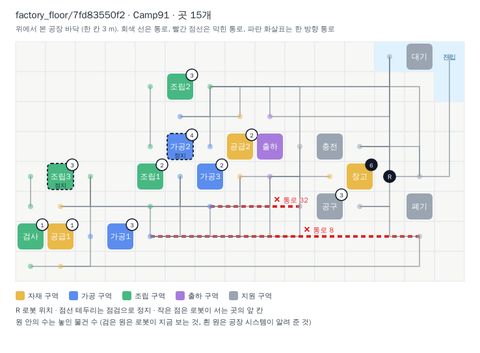 factory_floor/7fd83550f2 · Camp91 · 곳 15개
위에서 본 공장 바닥 (한 칸 3 m). 회색 선은 통로, 빨간 점선은 막힌 통로, 파란 화살표는 한 방향 통로
대기
진입
조립2
3
가공2
정지
4
공급2
2
출하
충전
조립3
정지
3
조립1
2
가공3
2
창고
6
R
공구
3
폐기
✕ 통로 32
검사
1
공급1
1
가공1
3
✕ 통로 8
자재 구역
가공 구역
조립 구역
출하 구역
지원 구역
R 로봇 위치 · 점선 테두리는 점검으로 정지 · 작은 점은 로봇이 서는 곳의 앞 칸
원 안의 수는 놓인 물건 수 (검은 원은 로봇이 지금 보는 것, 흰 원은 공장 시스템이 알려 준 것)